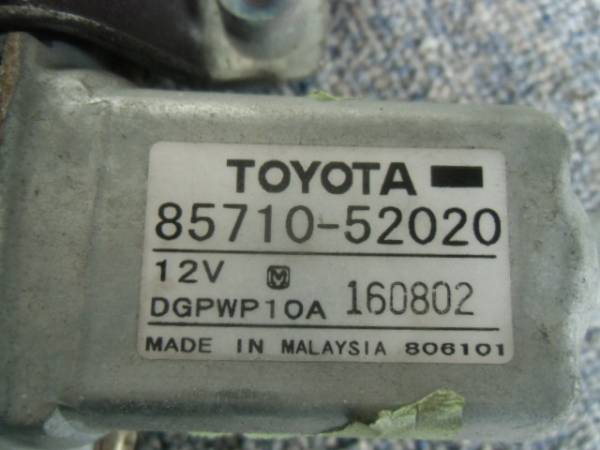 TOYOTA
85710-52020
12V M
DGPWP10A 160802
MADE IN MALAYSIA 806101